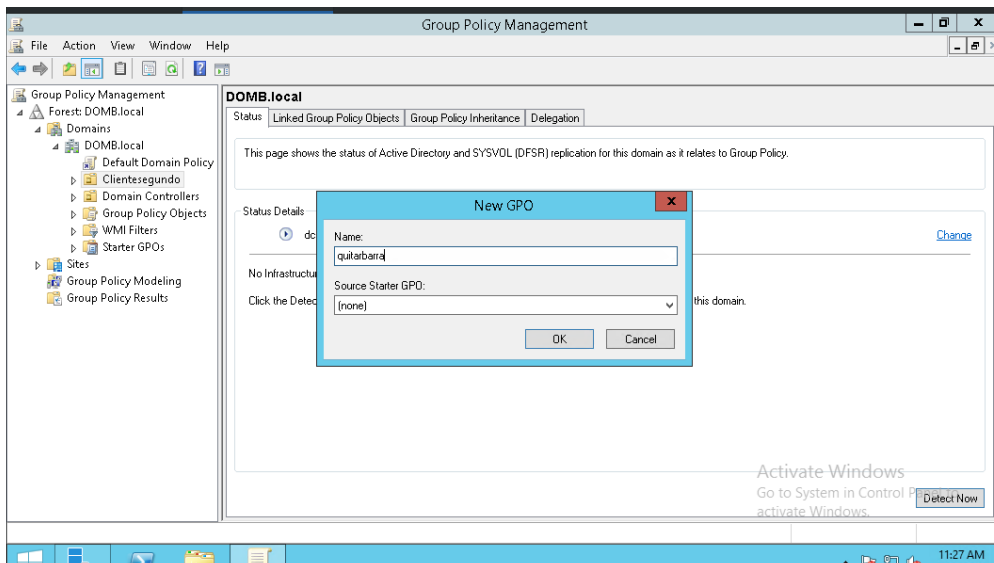 Group Policy Management
File Action View Window Help
Group Policy Management
Forest: DOMB.local
Domains
DOMB.local
Default Domain Policy
Clientesegundo
Domain Controllers
Group Policy Objects
WMI Filters
Starter GPOs
Sites
Group Policy Modeling
Group Policy Results
DOMB.local
Status Linked Group Policy Objects Group Policy Inheritance Delegation
This page shows the status of Active Directory and SYSVOL (DFSR) replication for this domain as it relates to Group Policy.
Status Details
dc
Change
No Infrastructu
Click the Detec
this domain.
New GPO
Name:
quitarbarra
Source Starter GPO:
(none)
OK Cancel
Activate Windows
Go to System in Control
activate Windows.
Detect Now
11:27 AM